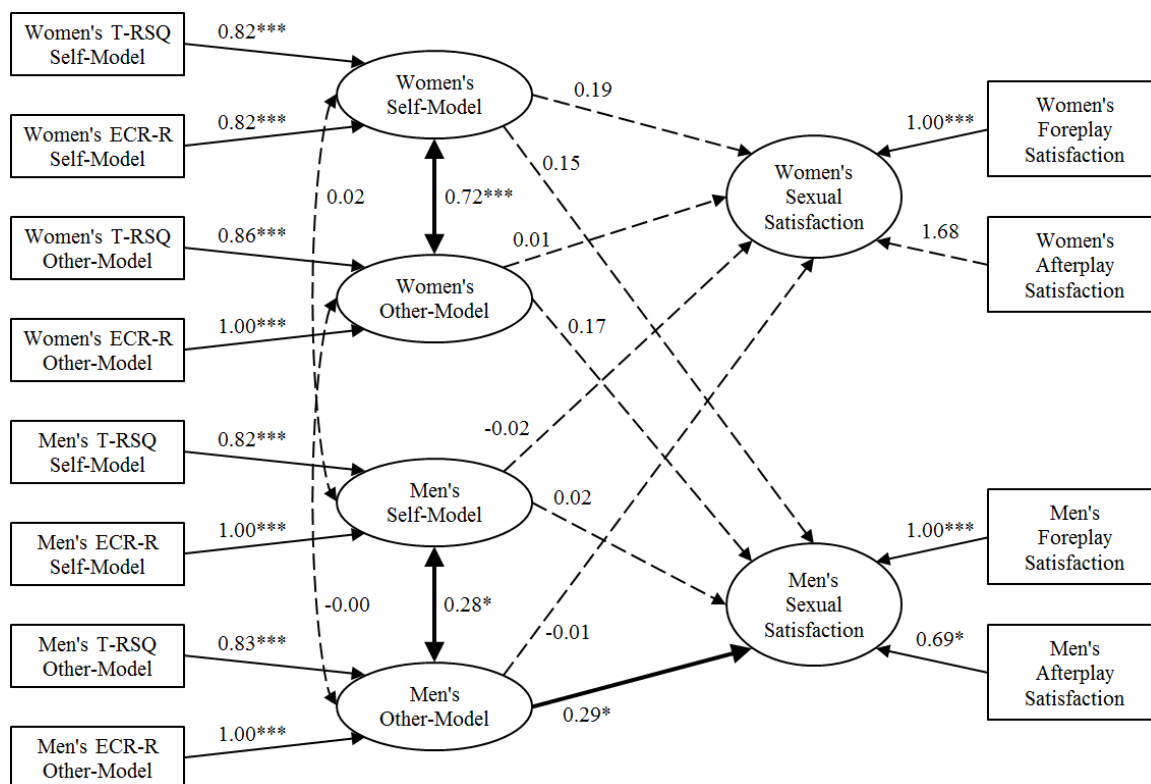 Women's T-RSQ
Self-Model
0.82***
Women's ECR-R
Self-Model
0.82***
Women's T-RSQ
Other-Model
0.86***
Women's ECR-R
Other-Model
1.00***
Men's T-RSQ
Self-Model
0.82***
Men's ECR-R
Self-Model
1.00***
Men's T-RSQ
Other-Model
0.83***
Men's ECR-R
Other-Model
1.00***
Women's
Self-Model
0.02
0.72***
Women's
Other-Model
Men's
Self-Model
-0.00
0.28*
Men's
Other-Model
0.19
0.15
0.01
0.17
-0.02
0.02
-0.01
0.29*
Women's
Sexual
Satisfaction
Men's
Sexual
Satisfaction
1.00***
Women's
Foreplay
Satisfaction
1.68
Women's
Afterplay
Satisfaction
1.00***
Men's
Foreplay
Satisfaction
0.69*
Men's
Afterplay
Satisfaction